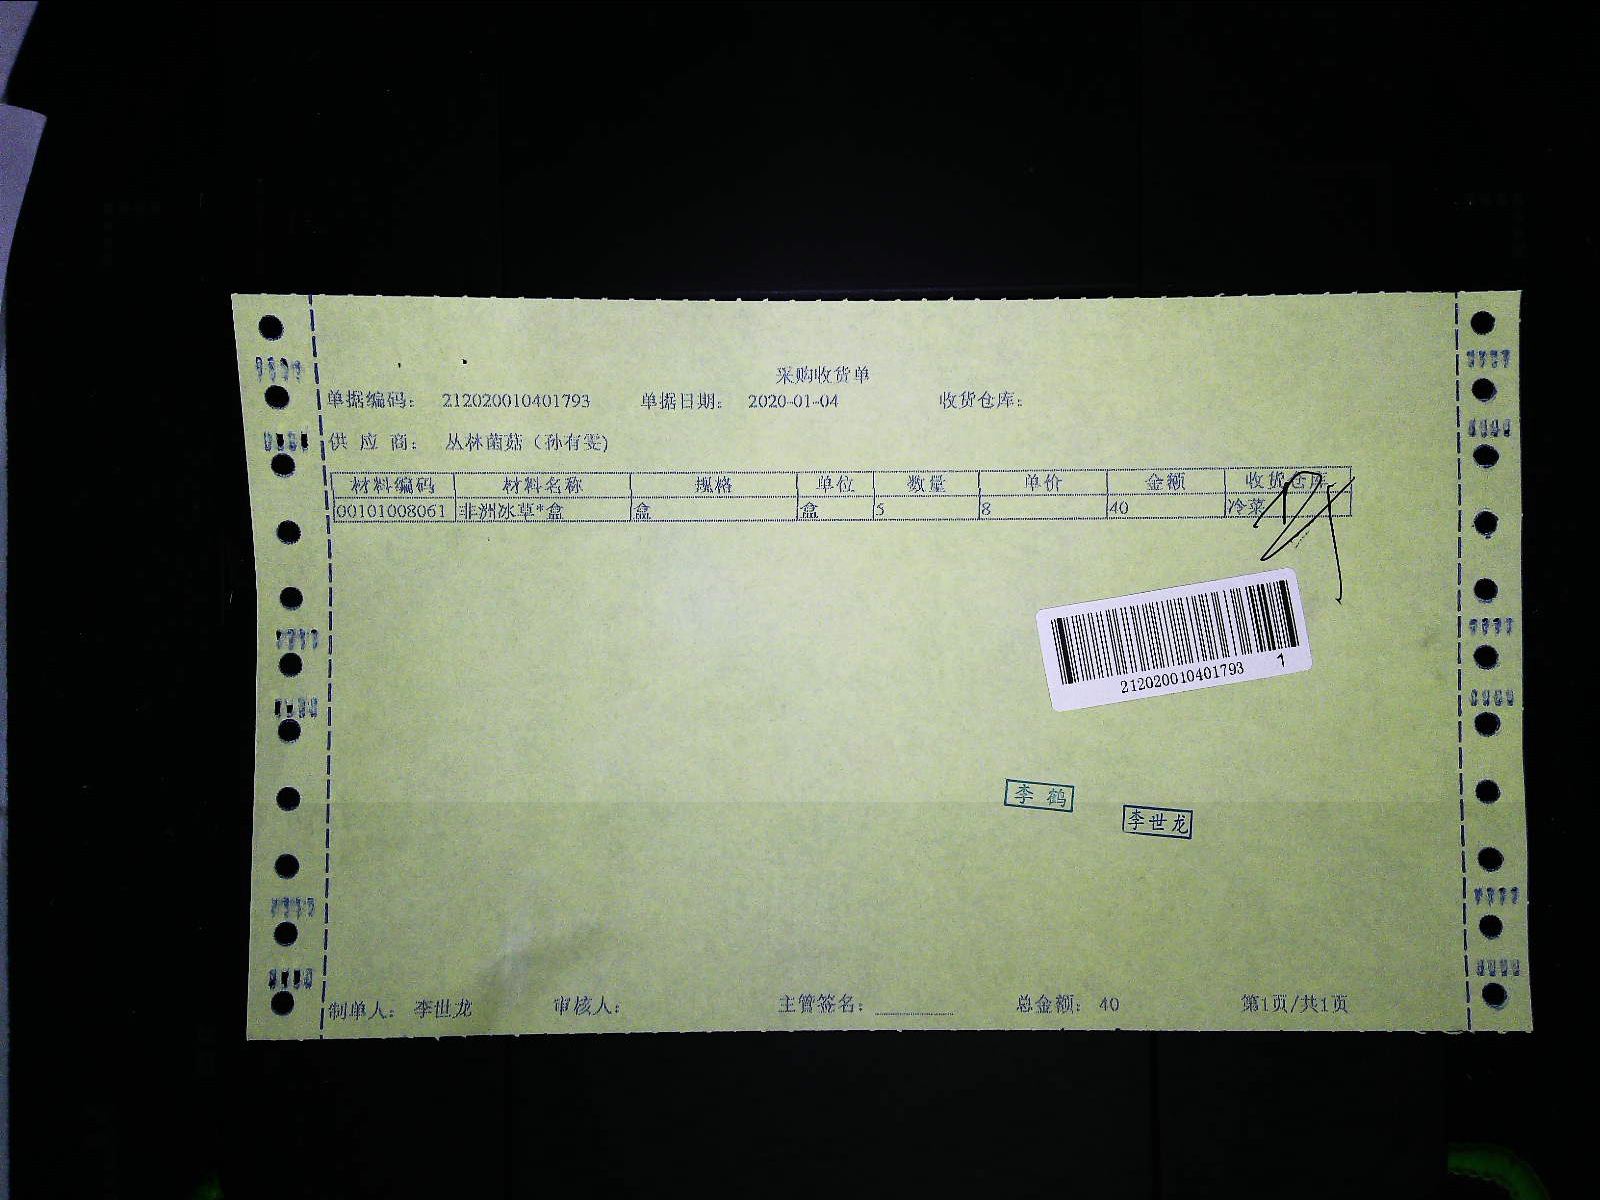 采购收货单
单据编码: 212020010401793 单据日期: 2020-01-04 收货仓库:
供 应 商: 丛林菌菇（孙有雯)
材料编码 材料名称 规格 单位 数量 单价 金额 收货仓库
00101008061 非洲冰草*盒 盒 盒 5 8 40 冷菜
212020010401793 1
李 鹤
李世龙
制单人: 李世龙 审核人: 主管签名: 总金额: 40 第1页/共1页